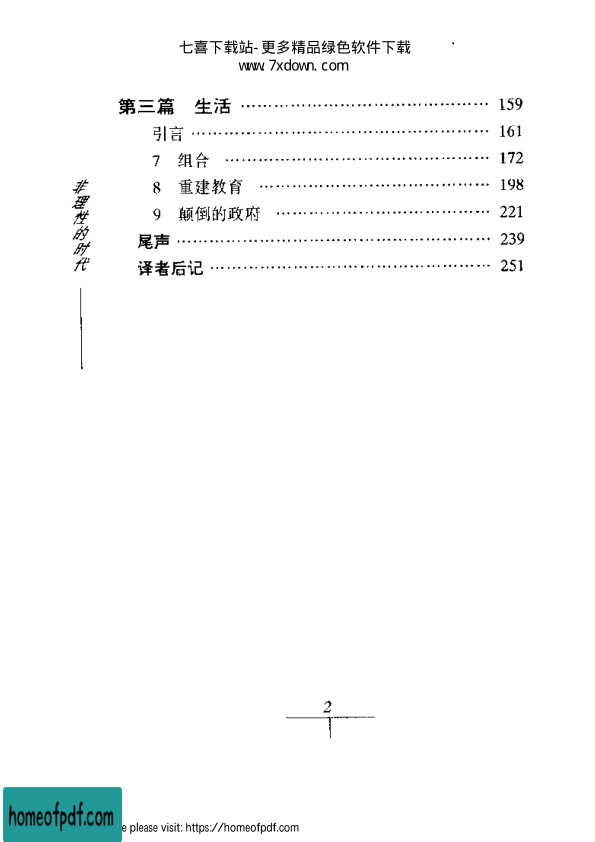 七喜下载站-更多精品绿色软件下载
www.7xdown.com
第三篇 生活 …………………………………… 159
引言 …………………………………………… 161
7 组合 ……………………………………… 172
8 重建教育 ………………………………… 198
9 颠倒的政府 ……………………………… 221
尾声 …………………………………………… 239
译者后记 ……………………………………… 251
非理性的时代
2
homeofpdf.com
e please visit: https://homeofpdf.com